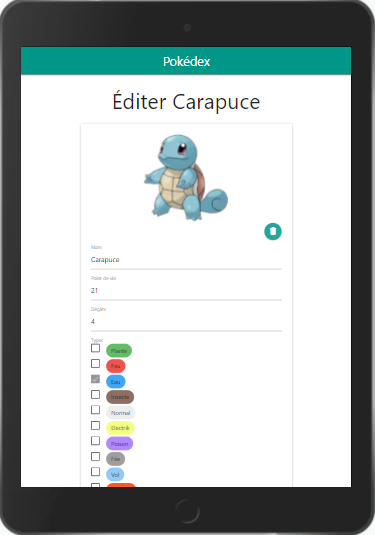 Pokédex
Éditer Carapuce
Nom
Carapuce
Point de vie
21
Dégâts
4
Types
Plante
Feu
Eau
Insecte
Normal
Electrik
Poison
Fée
Vol